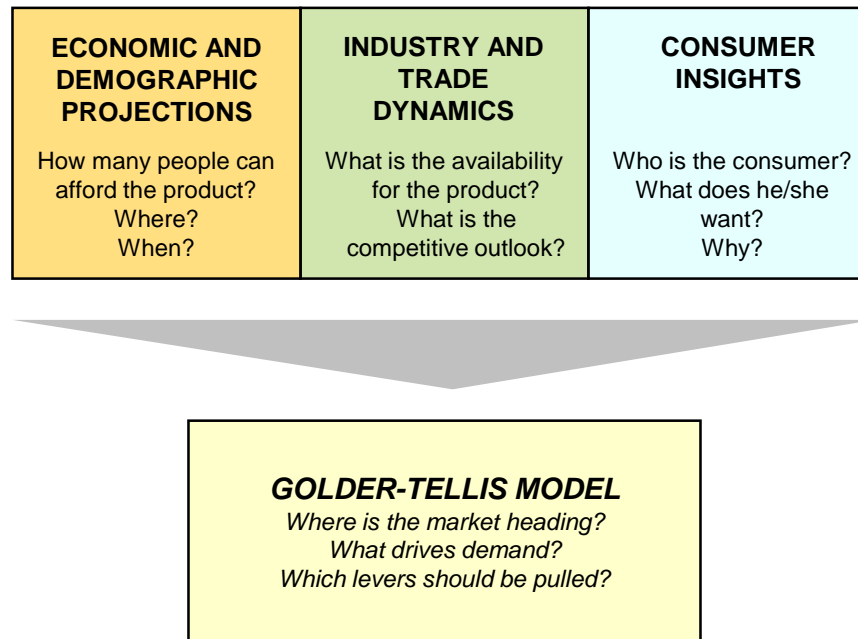 ECONOMIC AND
DEMOGRAPHIC
PROJECTIONS
How many people can
afford the product?
Where?
When?
INDUSTRY AND
TRADE
DYNAMICS
What is the availability
for the product?
What is the
competitive outlook?
CONSUMER
INSIGHTS
Who is the consumer?
What does he/she
want?
Why?
GOLDER-TELLIS MODEL
Where is the market heading?
What drives demand?
Which levers should be pulled?